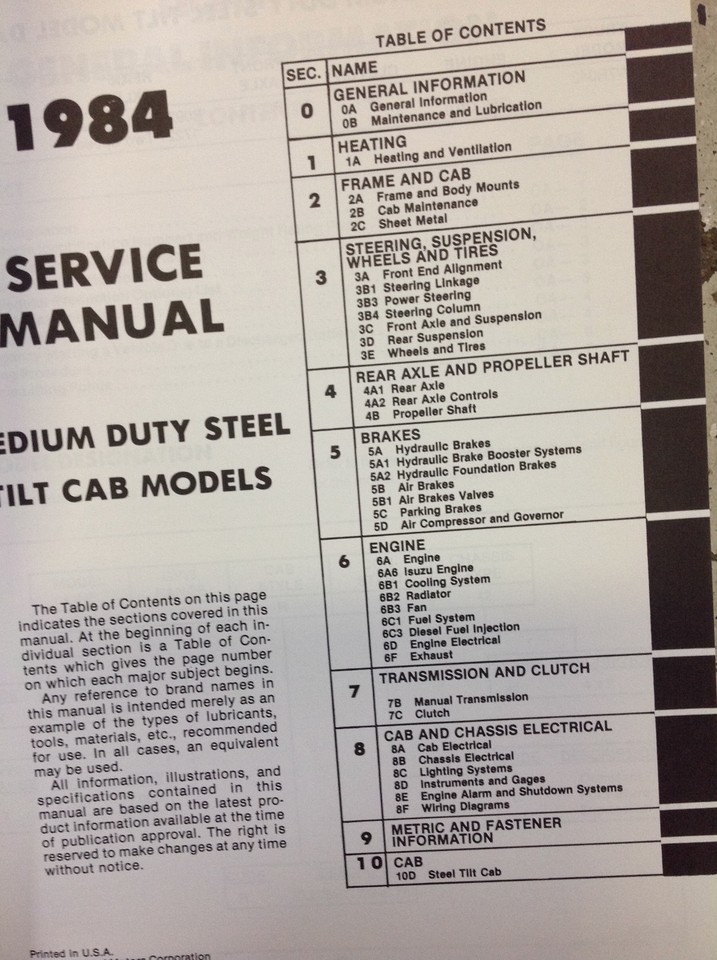 1984
SERVICE
MANUAL
MEDIUM DUTY STEEL
TILT CAB MODELS
The Table of Contents on this page
indicates the sections covered in this
manual. At the beginning of each in-
dividual section is a Table of Con-
tents which gives the page number
on which each major subject begins.
Any reference to brand names in
this manual is intended merely as an
example of the types of lubricants,
tools, materials, etc., recommended
for use. In all cases, an equivalent
may be used.
All information, illustrations, and
specifications contained in this
manual are based on the latest pro-
duct information available at the time
of publication approval. The right is
reserved to make changes at any time
without notice.
Printed in U.S.A.
Corporation
TABLE OF CONTENTS
SEC. NAME
0 GENERAL INFORMATION
0A General Information
0B Maintenance and Lubrication
1 HEATING
1A Heating and Ventilation
2 FRAME AND CAB
2A Frame and Body Mounts
2B Cab Maintenance
2C Sheet Metal
3 STEERING, SUSPENSION,
WHEELS AND TIRES
3A Front End Alignment
3B1 Steering Linkage
3B3 Power Steering
3B4 Steering Column
3C Front Axle and Suspension
3D Rear Suspension
3E Wheels and Tires
4 REAR AXLE AND PROPELLER SHAFT
4A1 Rear Axle
4A2 Rear Axle Controls
4B Propeller Shaft
5 BRAKES
5A Hydraulic Brakes
5A1 Hydraulic Brake Booster Systems
5A2 Hydraulic Foundation Brakes
5B Air Brakes
5B1 Air Brakes Valves
5C Parking Brakes
5D Air Compressor and Governor
6 ENGINE
6A Engine
6A6 Isuzu Engine
6B1 Cooling System
6B2 Radiator
6B3 Fan
6C1 Fuel System
6C3 Diesel Fuel Injection
6D Engine Electrical
6F Exhaust
7 TRANSMISSION AND CLUTCH
7B Manual Transmission
7C Clutch
8 CAB AND CHASSIS ELECTRICAL
8A Cab Electrical
8B Chassis Electrical
8C Lighting Systems
8D Instruments and Gages
8E Engine Alarm and Shutdown Systems
8F Wiring Diagrams
9 METRIC AND FASTENER
INFORMATION
10 CAB
10D Steel Tilt Cab